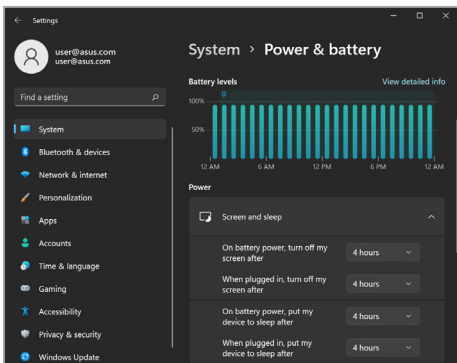 Settings
user@asus.com
user@asus.com
Find a setting
System
Bluetooth & devices
Network & internet
Personalization
Apps
Accounts
Time & language
Gaming
Accessibility
Privacy & security
Windows Update
System > Power & battery
Battery levels
View detailed info
100%
50%
12 AM 6 AM 12 PM 6 PM 12 AM
Power
Screen and sleep
On battery power, turn off my
screen after
4 hours
When plugged in, turn off my
screen after
4 hours
On battery power, put my
device to sleep after
4 hours
When plugged in, put my
device to sleep after
4 hours